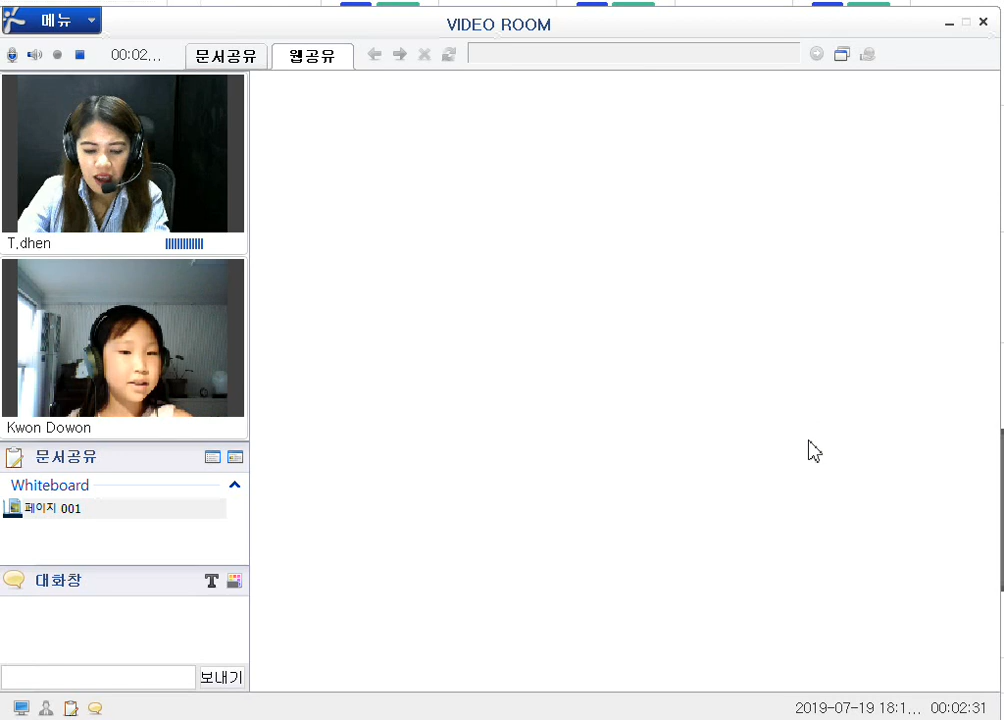 메뉴
VIDEO ROOM
00:02...
문서공유
웹공유
T.dhen
Kwon Dowon
문서공유
Whiteboard
페이지 001
대화창
T
보내기
2019-07-19 18:1...
00:02:31